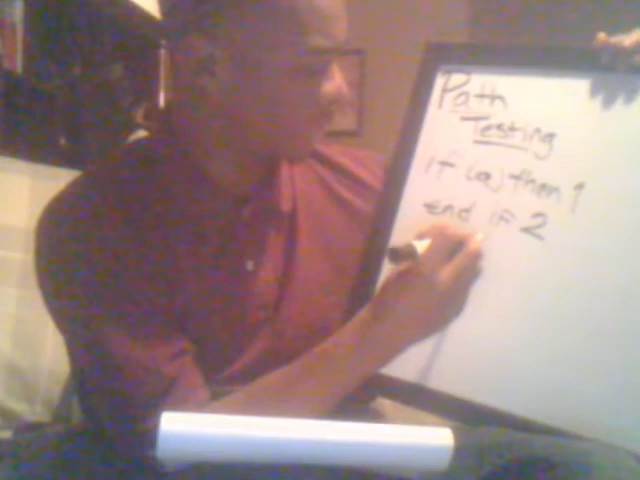 Path
Testing
if (a) then 1
End if 2